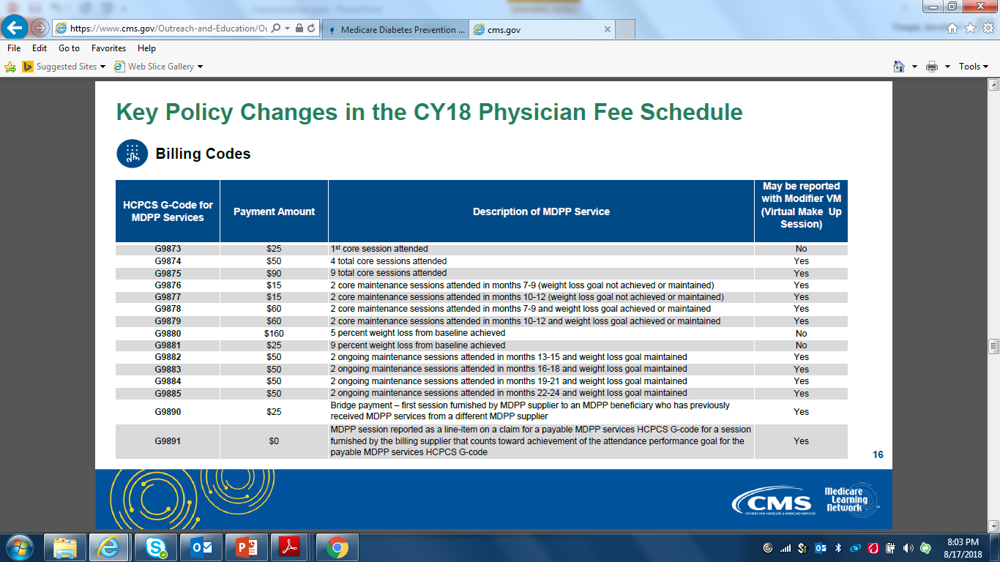 https://www.cms.gov/Outreach-and-Education/Ou
Medicare Diabetes Prevention ...
cms.gov
File Edit Go to Favorites Help
Suggested Sites Web Slice Gallery Tools
Key Policy Changes in the CY18 Physician Fee Schedule
Billing Codes
HCPCS G-Code for MDPP Services Payment Amount Description of MDPP Service May be reported with Modifier VM (Virtual Make Up Session)
G9873 $25 1st core session attended No
G9874 $50 4 total core sessions attended Yes
G9875 $90 9 total core sessions attended Yes
G9876 $15 2 core maintenance sessions attended in months 7-9 (weight loss goal not achieved or maintained) Yes
G9877 $15 2 core maintenance sessions attended in months 10-12 (weight loss goal not achieved or maintained) Yes
G9878 $60 2 core maintenance sessions attended in months 7-9 and weight loss goal achieved or maintained Yes
G9879 $60 2 core maintenance sessions attended in months 10-12 and weight loss goal achieved or maintained Yes
G9880 $160 5 percent weight loss from baseline achieved No
G9881 $25 9 percent weight loss from baseline achieved No
G9882 $50 2 ongoing maintenance sessions attended in months 13-15 and weight loss goal maintained Yes
G9883 $50 2 ongoing maintenance sessions attended in months 16-18 and weight loss goal maintained Yes
G9884 $50 2 ongoing maintenance sessions attended in months 19-21 and weight loss goal maintained Yes
G9885 $50 2 ongoing maintenance sessions attended in months 22-24 and weight loss goal maintained Yes
G9890 $25 Bridge payment – first session furnished by MDPP supplier to an MDPP beneficiary who has previously
received MDPP services from a different MDPP supplier Yes
G9891 $0 MDPP session reported as a line-item on a claim for a payable MDPP services HCPCS G-code for a session
furnished by the billing supplier that counts toward achievement of the attendance performance goal for the
payable MDPP services HCPCS G-code Yes
16
CMS
CENTERS FOR MEDICARE & MEDICAID SERVICES
Medicare
Learning
Network
8:03 PM
8/17/2018